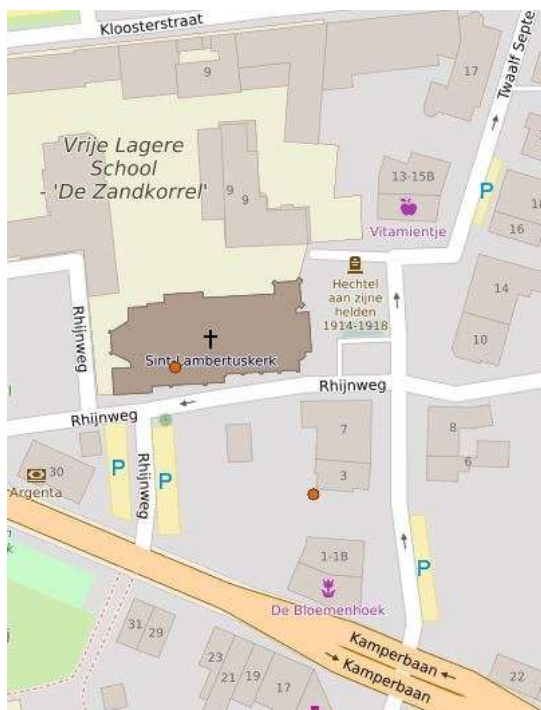 Kloosterstraat
9
17
Twaalf Septe
Vrije Lagere
School
- 'De Zandkorrel'
13-15B
P
9
9
Vitamientje
18
16
Hechtel
aan zijne
helden
1914-1918
14
10
Rhijnweg
Sint-Lambertuskerk
Rhijnweg
Rhijnweg
7
8
6
3
P
P
Rhijnweg
30
Argenta
1-1B
P
De Bloemenhoek
31
29
Kamperbaan
Kamperbaan
23
21
19
17
22